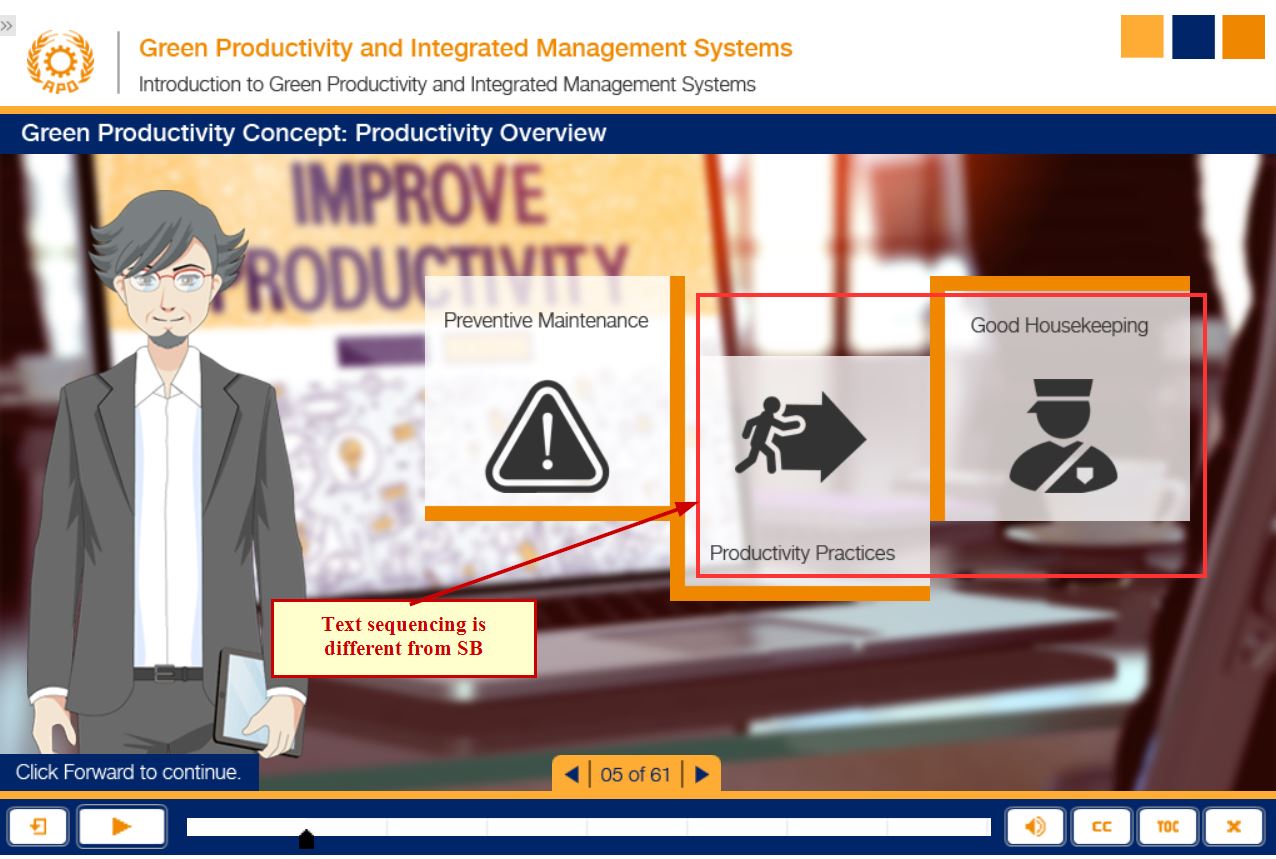 »
APO
Green Productivity and Integrated Management Systems
Introduction to Green Productivity and Integrated Management Systems
Green Productivity Concept: Productivity Overview
IMPROVE
PRODUCTIVITY
Preventive Maintenance
Good Housekeeping
Productivity Practices
Text sequencing is
different from SB
Click Forward to continue.
05 of 61
CC
TOC